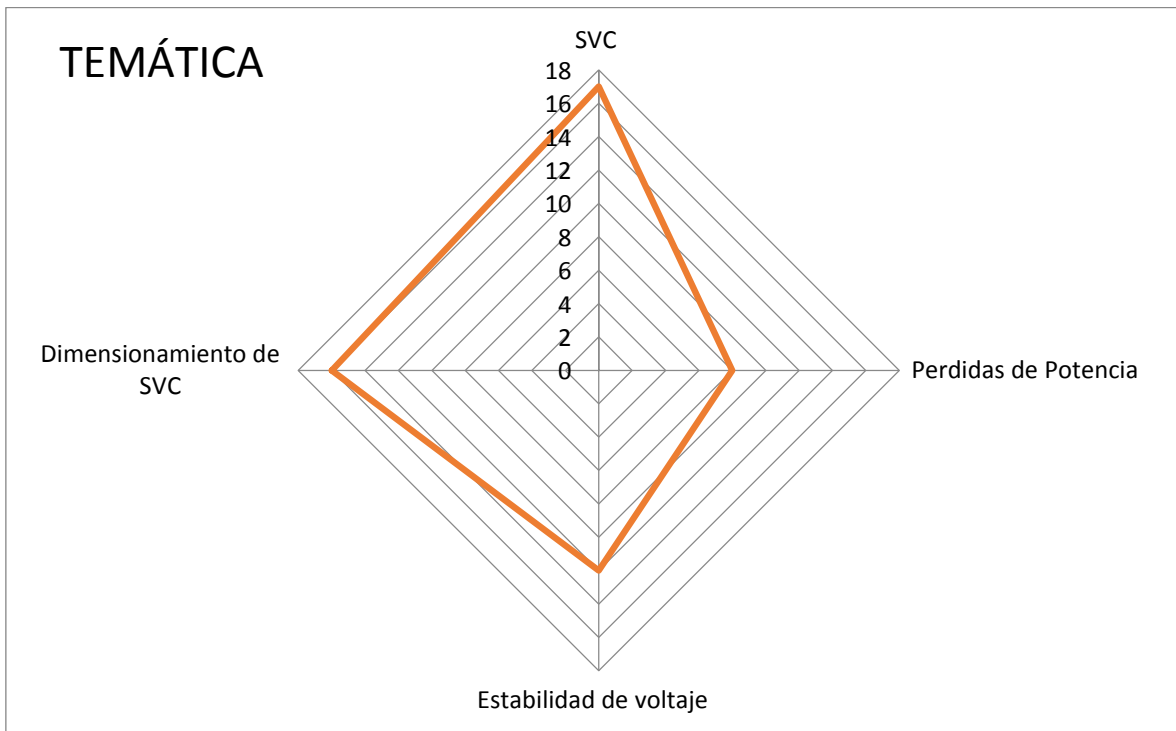 TEMÁTICA
SVC
18
16
14
12
10
8
6
4
2
0
Dimensionamiento de
SVC
Perdidas de Potencia
Estabilidad de voltaje